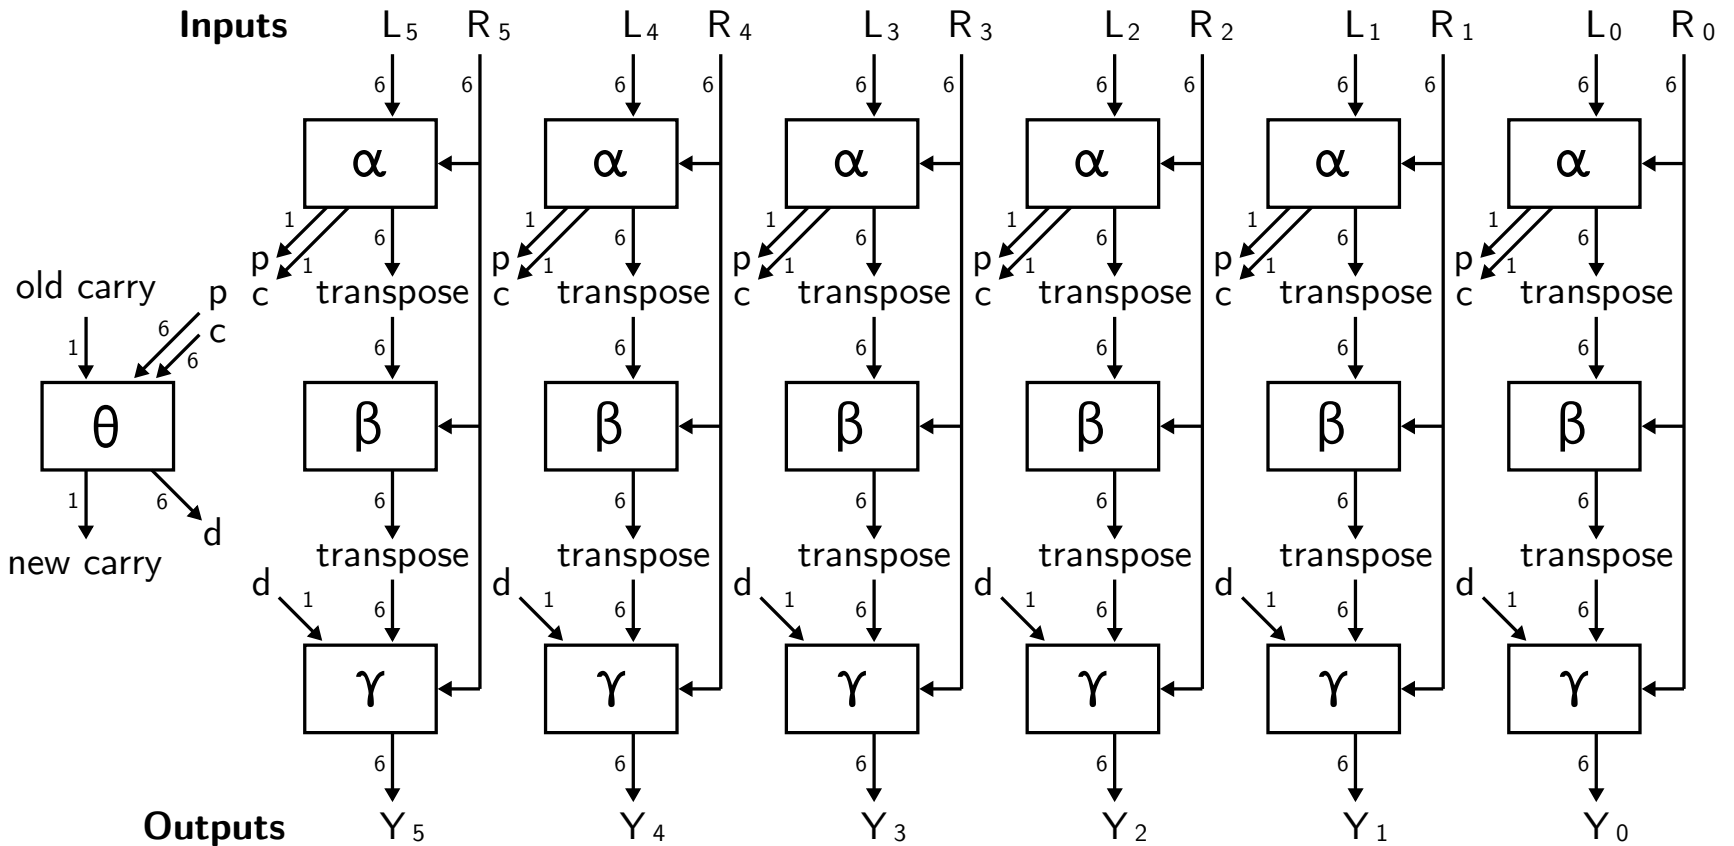 Inputs L5 R5 L4 R4 L3 R3 L2 R2 L1 R1 L0 R0
6 6 6 6 6 6 6 6 6 6 6 6
α α α α α α
1 6 1 6 1 6 1 6 1 6 1 6
p p p p p p
1 1 1 1 1 1
old carry p c transpose c transpose c transpose c transpose c transpose c transpose
6 c
1 6 6 6 6 6 6 6
6
θ β β β β β β
1 6 6 6 6 6 6 6
d
new carry transpose transpose transpose transpose transpose transpose
d d d d d d
1 6 1 6 1 6 1 6 1 6 1 6
γ γ γ γ γ γ
6 6 6 6 6 6
Outputs Y5 Y4 Y3 Y2 Y1 Y0